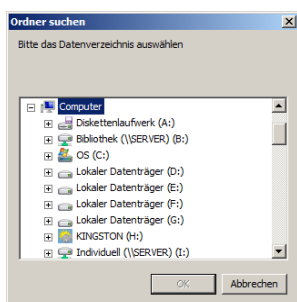 Ordner suchen
Bitte das Datenverzeichnis auswählen
Computer
Diskettenlaufwerk (A:)
Bibliothek (\\SERVER) (B:)
OS (C:)
Lokaler Datenträger (D:)
Lokaler Datenträger (E:)
Lokaler Datenträger (F:)
Lokaler Datenträger (G:)
KINGSTON (H:)
Individuell (\\SERVER) (I:)
OK Abbrechen